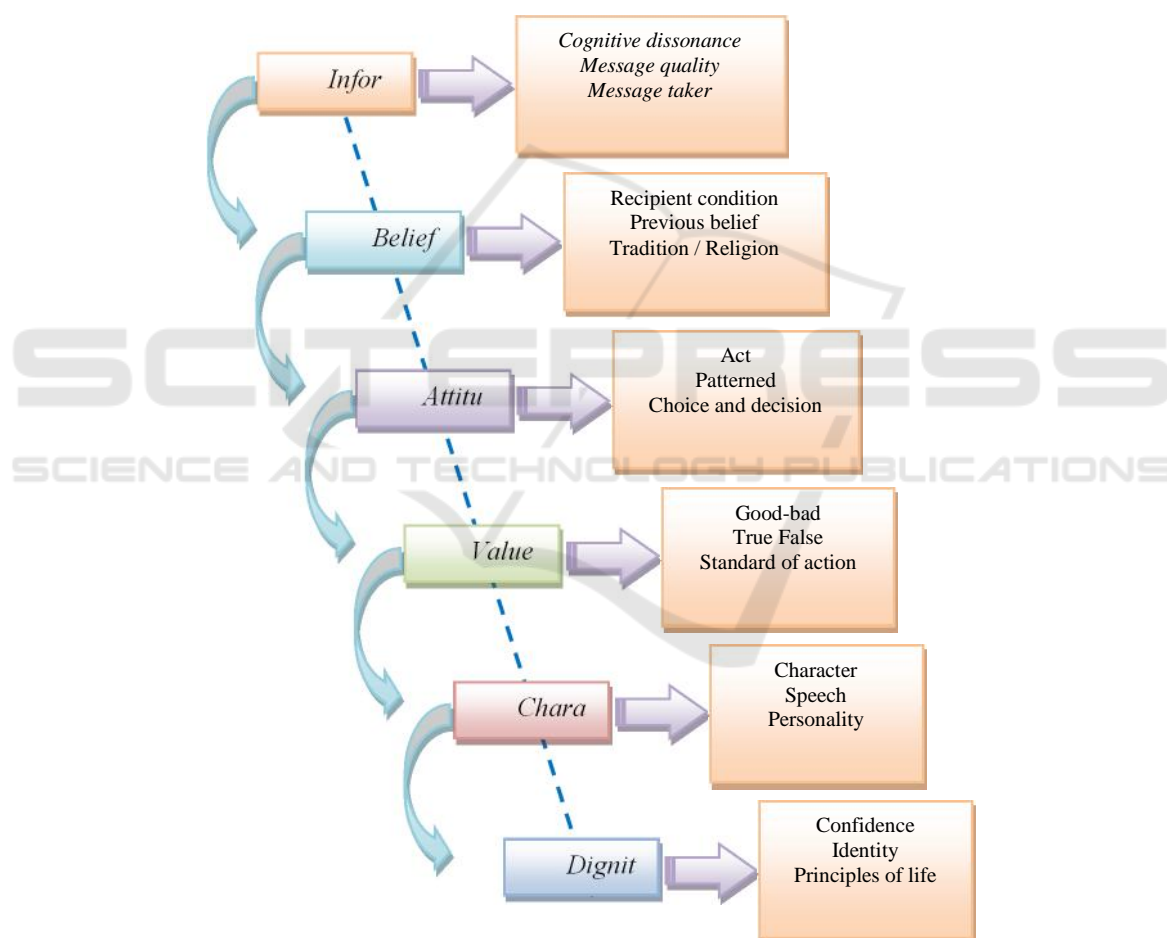 Infor
Cognitive dissonance
Message quality
Message taker
Belief
Recipient condition
Previous belief
Tradition / Religion
Attitu
Act
Patterned
Choice and decision
SCITEPRESS
SCIENCE AND TECHNOLOGY PUBLICATIONS
Value
Good-bad
True False
Standard of action
Chara
Character
Speech
Personality
Dignit
Confidence
Identity
Principles of life